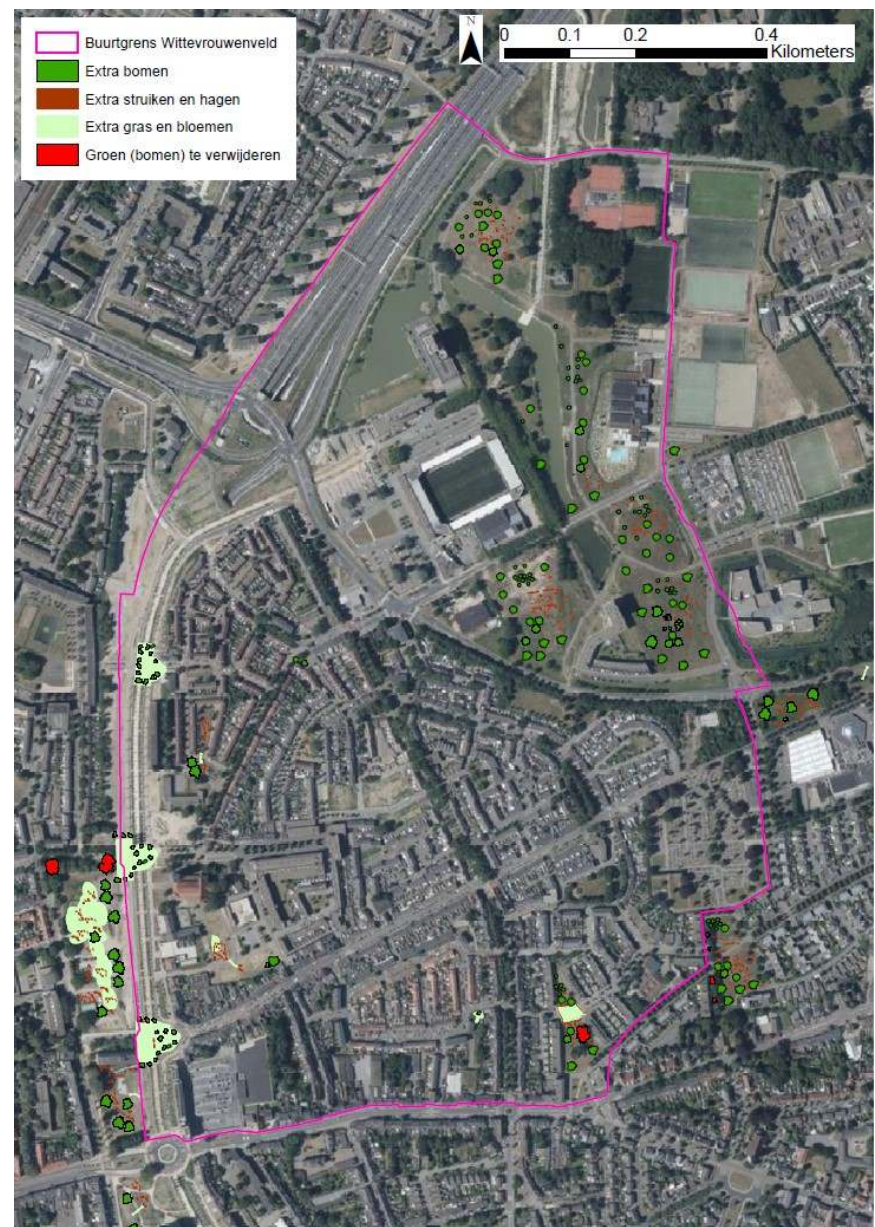 Buurtgrens Wittevrouwenveld
Extra bomen
Extra struiken en hagen
Extra gras en bloemen
Groen (bomen) te verwijderen
N
0 0.1 0.2 0.4
Kilometers